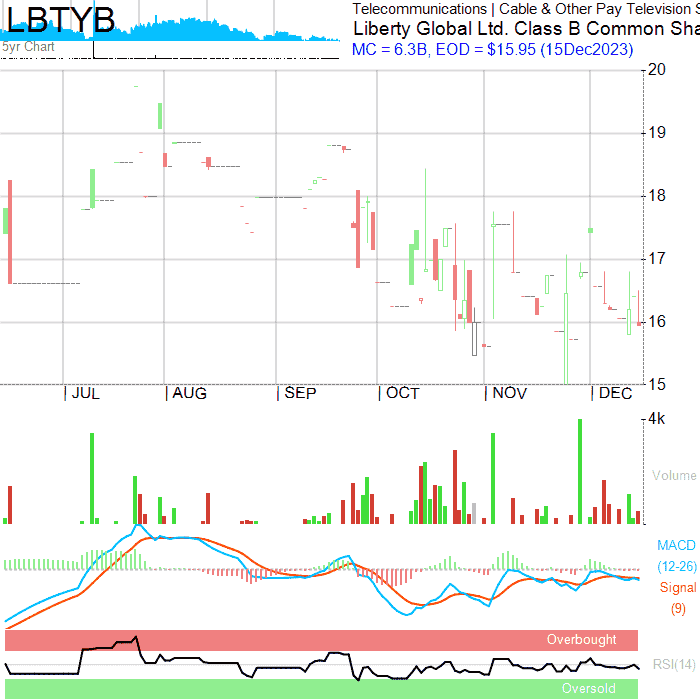 LBTYB
5yr Chart
Telecommunications | Cable & Other Pay Television S
Liberty Global Ltd. Class B Common Sha
MC = 6.3B, EOD = $15.95 (15Dec2023)
20
19
18
17
16
15
JUL AUG SEP OCT NOV DEC
4k
Volume
MACD
(12-26)
Signal
(9)
Overbought
RSI(14)
Oversold